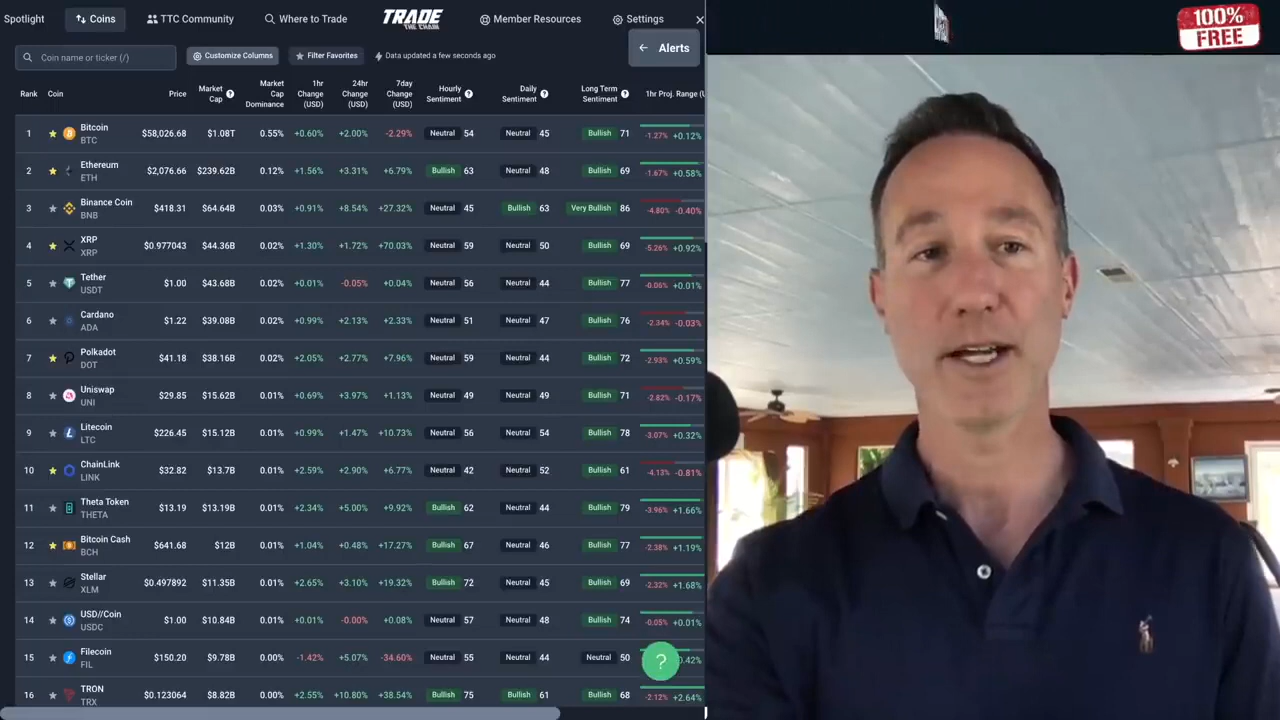 Spotlight Coins TTC Community Where to Trade TRADE THE CHAIN Member Resources Settings
100% FREE
Coin name or ticker (/) Customize Columns Filter Favorites Data updated a few seconds ago Alerts
Rank Coin Price Market Cap Market Cap Dominance 1hr Change (USD) 24hr Change (USD) 7day Change (USD) Hourly Sentiment Daily Sentiment Long Term Sentiment 1hr Proj. Range (U
1 Bitcoin BTC $58,026.68 $1.08T 0.55% +0.60% +2.00% -2.29% Neutral 54 Neutral 45 Bullish 71 -1.27% +0.12%
2 Ethereum ETH $2,076.66 $239.62B 0.12% +1.56% +3.31% +6.79% Bullish 63 Neutral 48 Bullish 69 -1.67% +0.58%
3 Binance Coin BNB $418.31 $64.64B 0.03% +0.91% +8.54% +27.32% Neutral 45 Bullish 63 Very Bullish 86 -4.80% -0.40%
4 XRP XRP $0.977043 $44.36B 0.02% +1.30% +1.72% +70.03% Neutral 59 Neutral 50 Bullish 69 -5.26% +0.92%
5 Tether USDT $1.00 $43.68B 0.02% +0.01% -0.05% +0.04% Neutral 56 Neutral 44 Bullish 77 -0.06% +0.01%
6 Cardano ADA $1.22 $39.08B 0.02% +0.99% +2.13% +2.33% Neutral 51 Neutral 47 Bullish 76 -2.34% -0.03%
7 Polkadot DOT $41.18 $38.16B 0.02% +2.05% +2.77% +7.96% Neutral 59 Neutral 44 Bullish 72 -2.93% +0.59%
8 Uniswap UNI $29.85 $15.62B 0.01% +0.69% +3.97% +1.13% Neutral 49 Neutral 49 Bullish 71 -2.82% -0.17%
9 Litecoin LTC $226.45 $15.12B 0.01% +0.99% +1.47% +10.73% Neutral 56 Neutral 54 Bullish 78 -3.07% +0.32%
10 ChainLink LINK $32.82 $13.7B 0.01% +2.59% +2.90% +6.77% Neutral 42 Neutral 52 Bullish 61 -4.13% -0.81%
11 Theta Token THETA $13.19 $13.19B 0.01% +2.34% +5.00% +9.92% Bullish 62 Neutral 44 Bullish 79 -3.96% +1.66%
12 Bitcoin Cash BCH $641.68 $12B 0.01% +1.04% +0.48% +17.27% Bullish 67 Neutral 46 Bullish 77 -2.38% +1.19%
13 Stellar XLM $0.497892 $11.35B 0.01% +2.65% +3.10% +19.32% Bullish 72 Neutral 45 Bullish 69 -2.32% +1.68%
14 USD//Coin USDC $1.00 $10.84B 0.01% +0.01% -0.00% +0.08% Neutral 57 Neutral 48 Bullish 74 -0.05% +0.01%
15 Filecoin FIL $150.20 $9.78B 0.00% -1.42% +5.07% -34.60% Neutral 55 Neutral 44 Neutral 50 ? 0.42%
16 TRON TRX $0.123064 $8.82B 0.00% +2.55% +10.80% +38.54% Bullish 75 Bullish 61 Bullish 68 -2.12% +2.64%